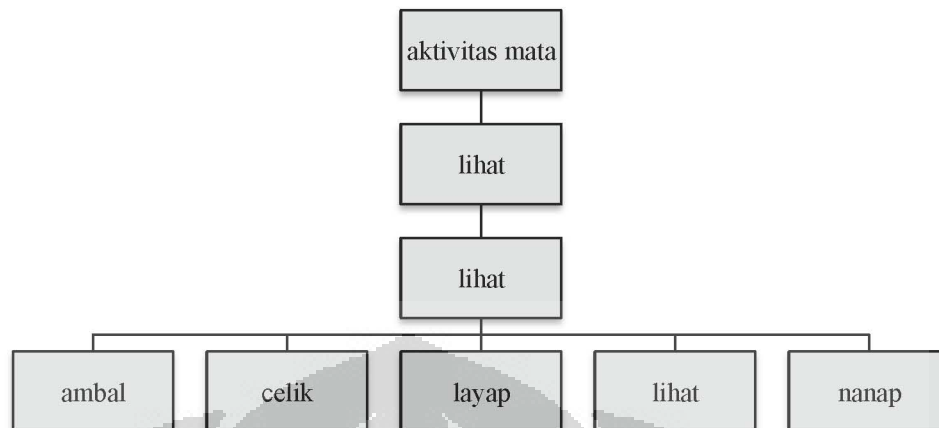 aktivitas mata
lihat
lihat
ambal
celik
layap
lihat
nanap